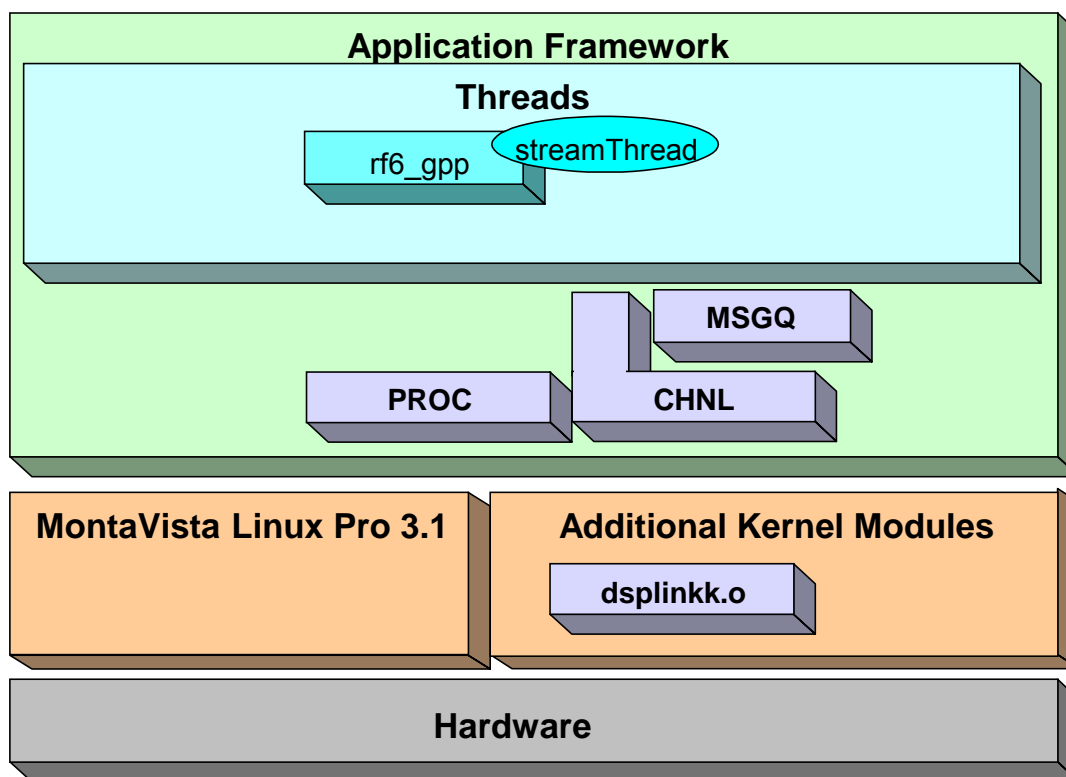 Application Framework
Threads
rf6_gpp
streamThread
MSGQ
PROC
CHNL
MontaVista Linux Pro 3.1
Additional Kernel Modules
dsplinkk.o
Hardware